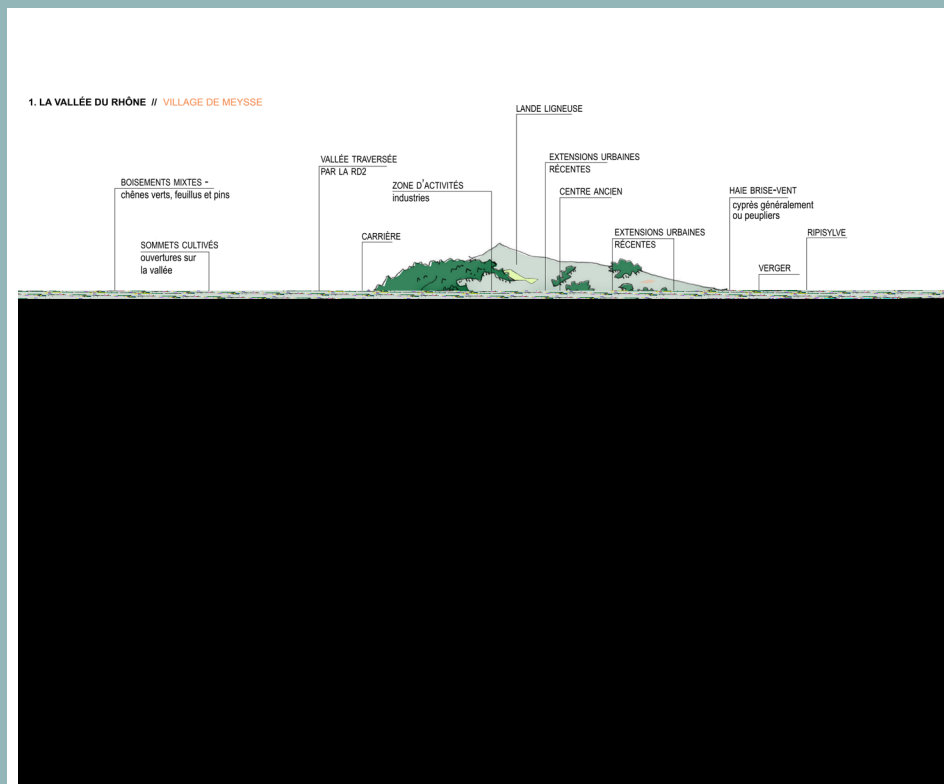 1. LA VALLÉE DU RHÔNE // VILLAGE DE MEYSSE
LANDE LIGNEUSE
VALLÉE TRAVERSÉE
PAR LA RD2
EXTENSIONS URBAINES
RÉCENTES
BOISEMENTS MIXTES -
chênes verts, feuillus et pins
ZONE D'ACTIVITÉS
industries
CENTRE ANCIEN
HAIE BRISE-VENT
cyprès généralement
ou peupliers
CARRIÈRE
EXTENSIONS URBAINES
RÉCENTES
RIPISYLVE
SOMMETS CULTIVÉS
ouvertures sur
la vallée
VERGER